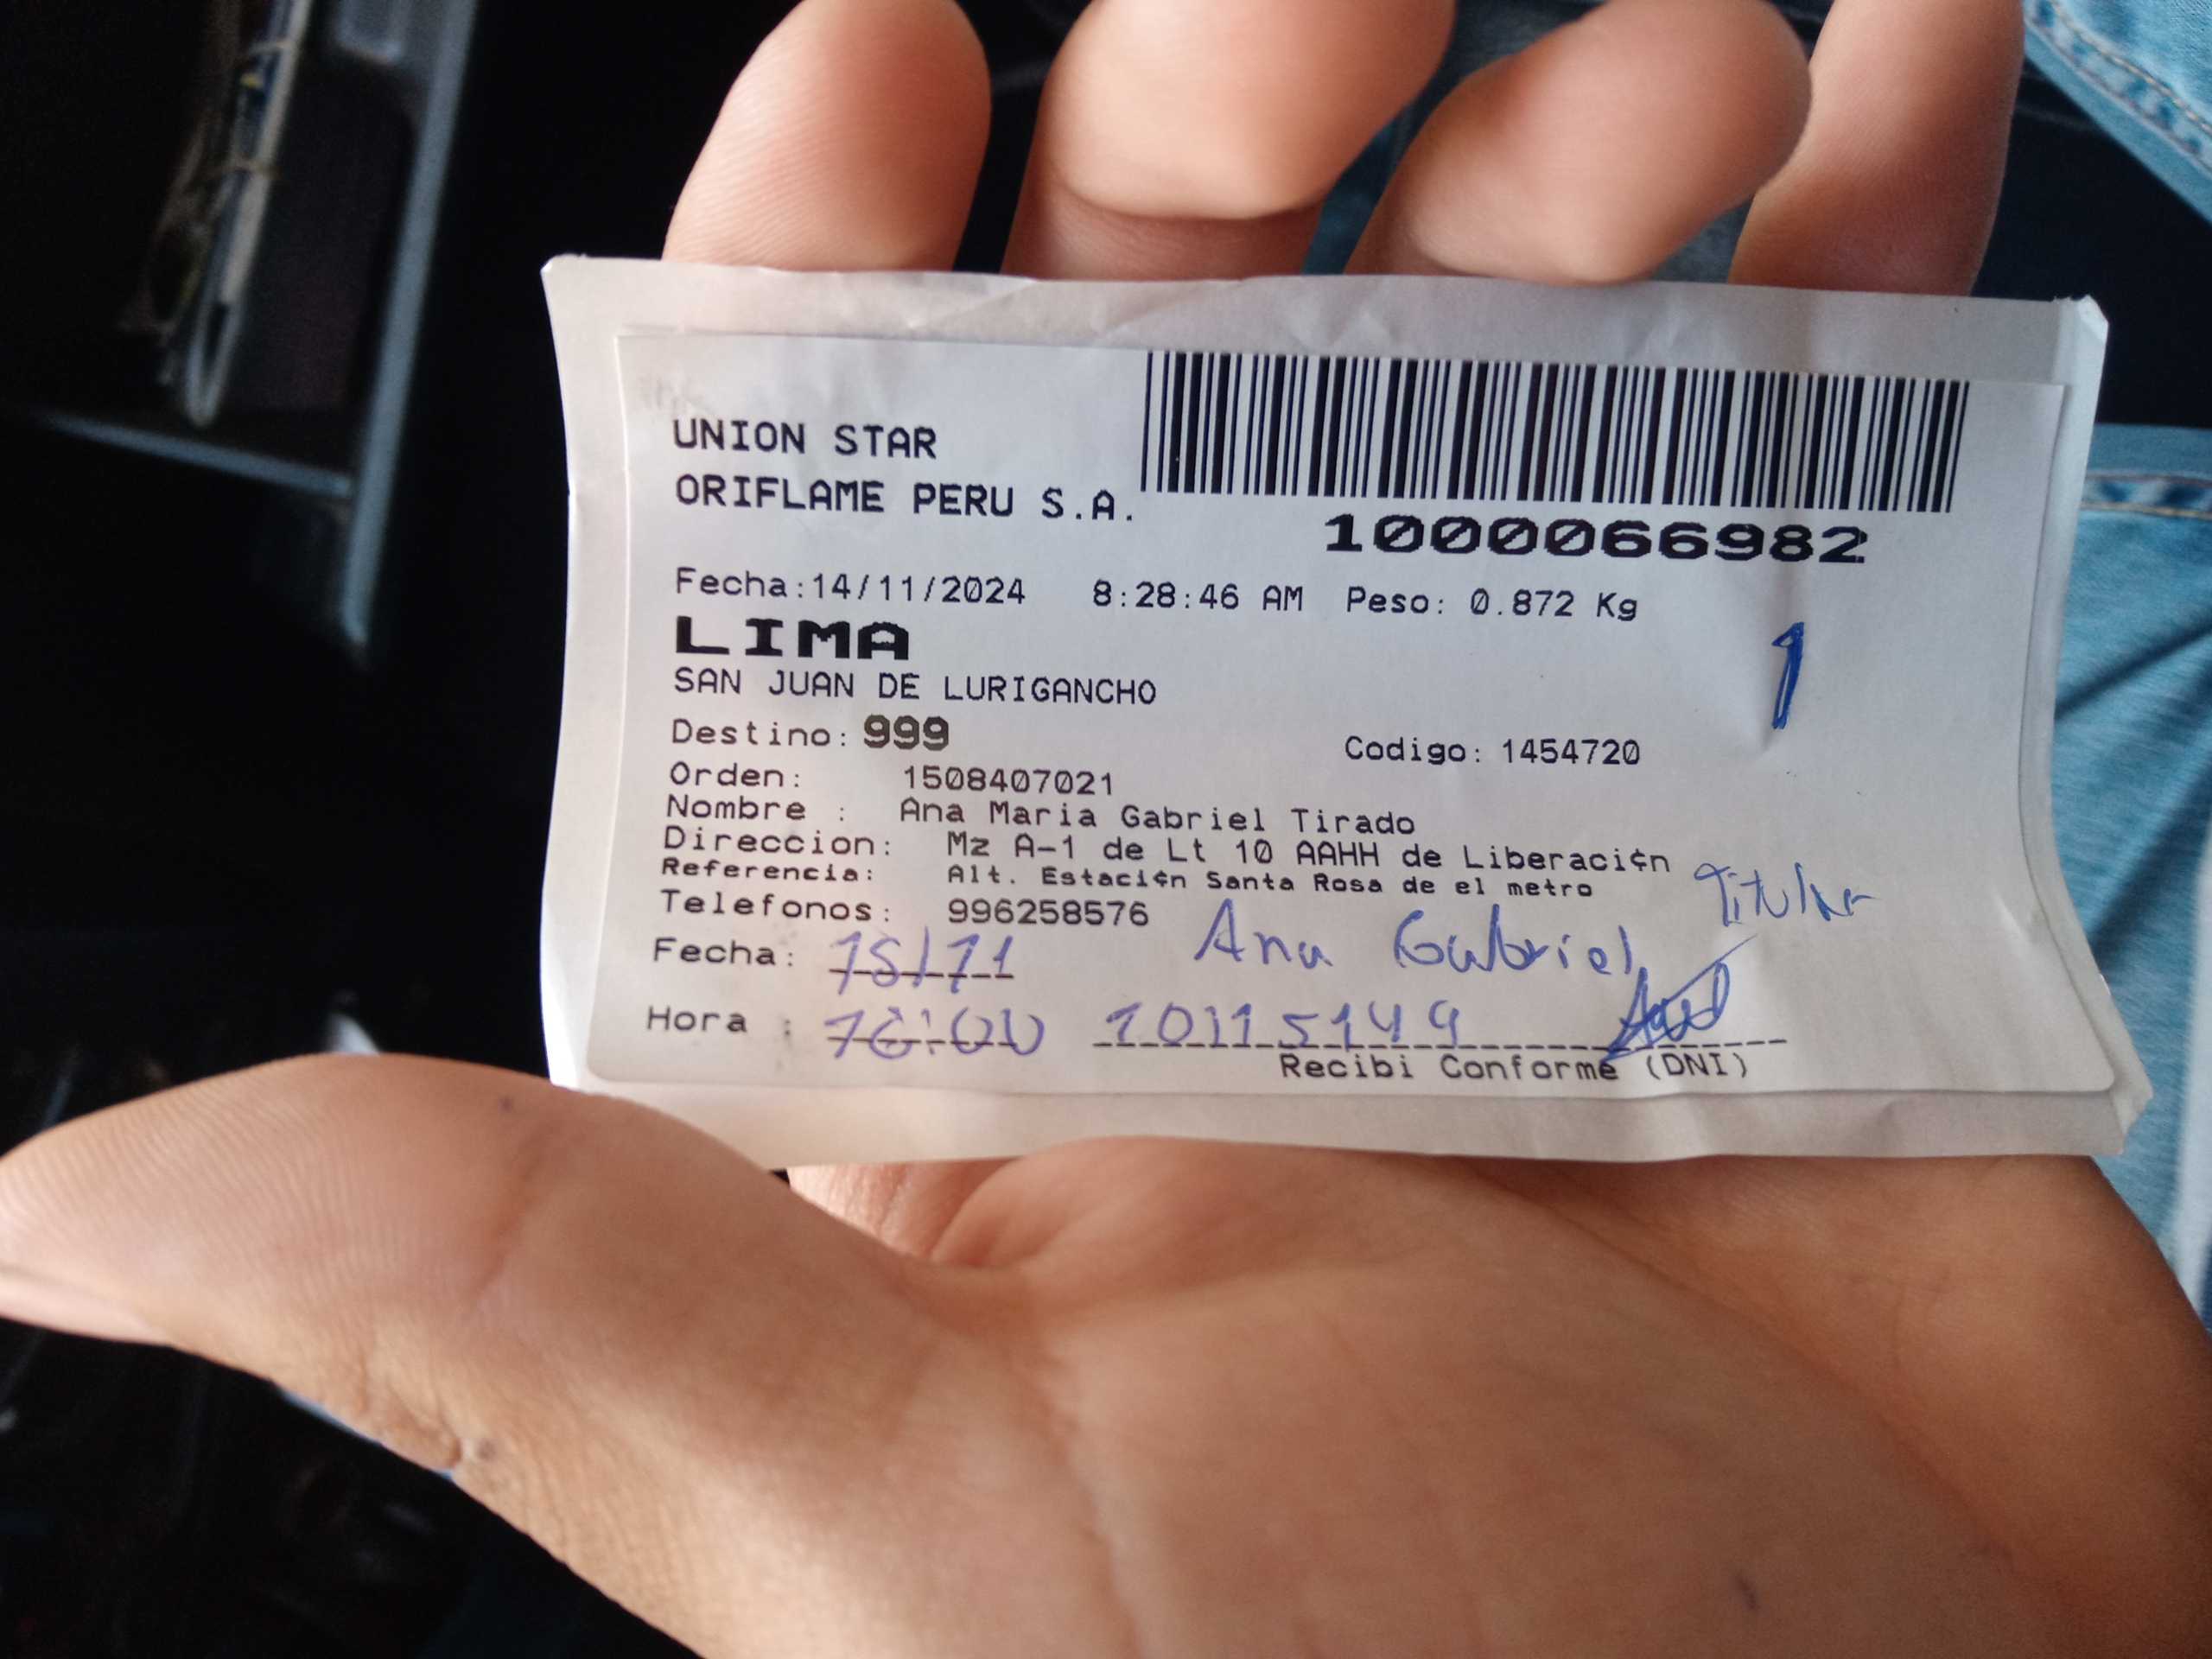 UNION STAR
ORIFLAME PERU S.A.
1000066982
Fecha:14/11/2024 8:28:46 AM Peso: 0.872 Kg
LIMA
1
SAN JUAN DE LURIGANCHO
Destino: 999 Codigo: 1454720
Orden: 1508407021
Nombre : Ana Maria Gabriel Tirado
Direccion: Mz A-1 de Lt 10 AAHH de Liberaci¢n
Referencia: Alt. Estaci¢n Santa Rosa de el metro
Titular
Telefonos: 996258576
Fecha: 15/11 Ana Gabriel
Hora : 16:00 10115149
Recibi Conforme (DNI)